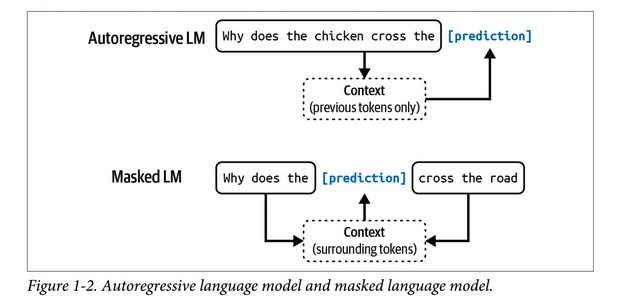 Autoregressive LM Why does the chicken cross the [prediction]
Context
(previous tokens only)
Masked LM Why does the [prediction] cross the road
Context
(surrounding tokens)
Figure 1-2. Autoregressive language model and masked language model.